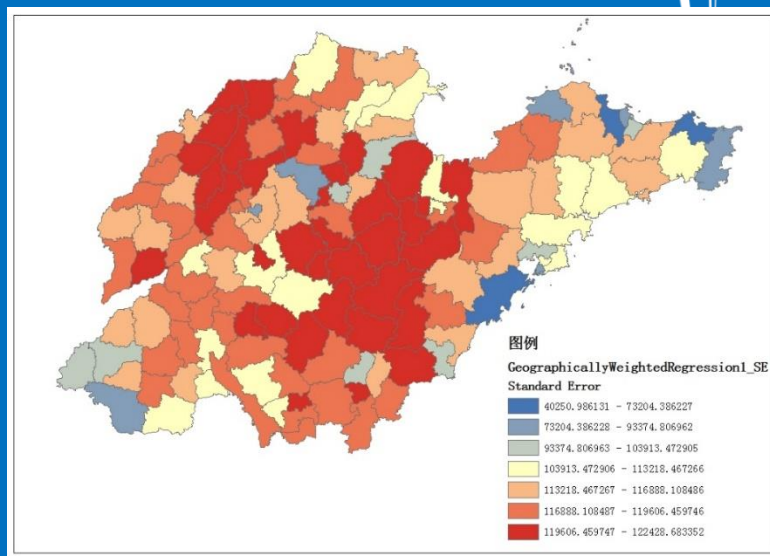 图例
GeographicallyWeightedRegression1_SE
Standard Error
40250.986131 - 73204.386227
73204.386228 - 93374.806962
93374.806963 - 103913.472905
103913.472906 - 113218.467266
113218.467267 - 116888.108486
116888.108487 - 119606.459746
119606.459747 - 122428.683352